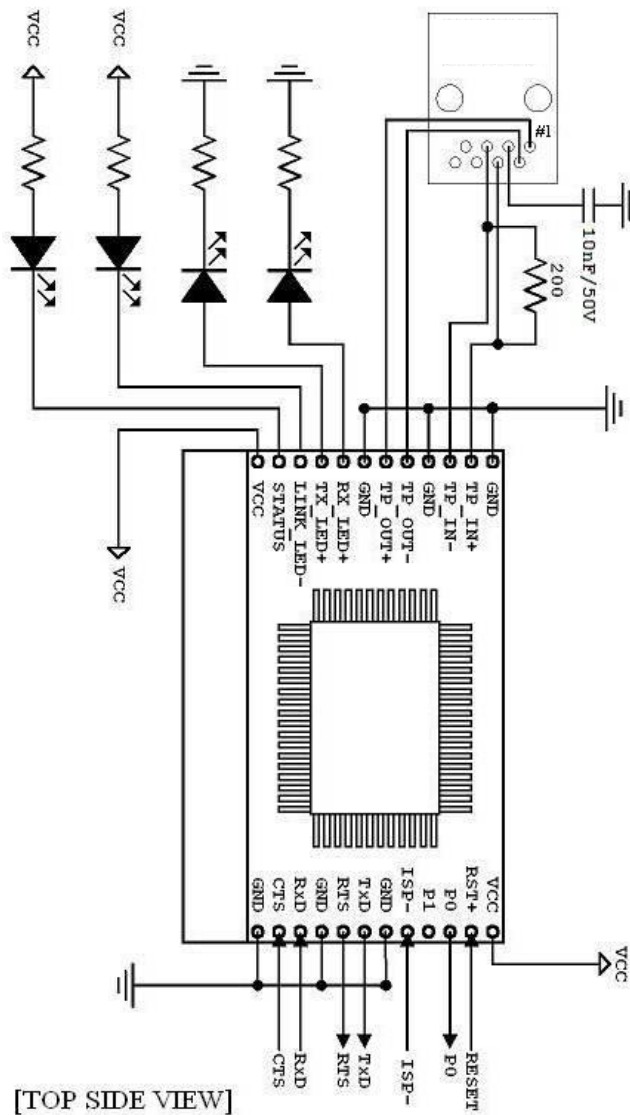 VCC
VCC
#1
10nF/50V
200
VCC
VCC
STATUS
LINK_LED-
TX_LED+
RX_LED+
GND
TP_OUT+
TP_OUT-
GND
TP_IN-
TP_IN+
GND
GND
CTS
RxD
GND
RTS
TxD
GND
ISP-
P1
P0
RST+
VCC
VCC
CTS
RxD
RTS
TxD
ISP-
P0
RESET
[TOP SIDE VIEW]